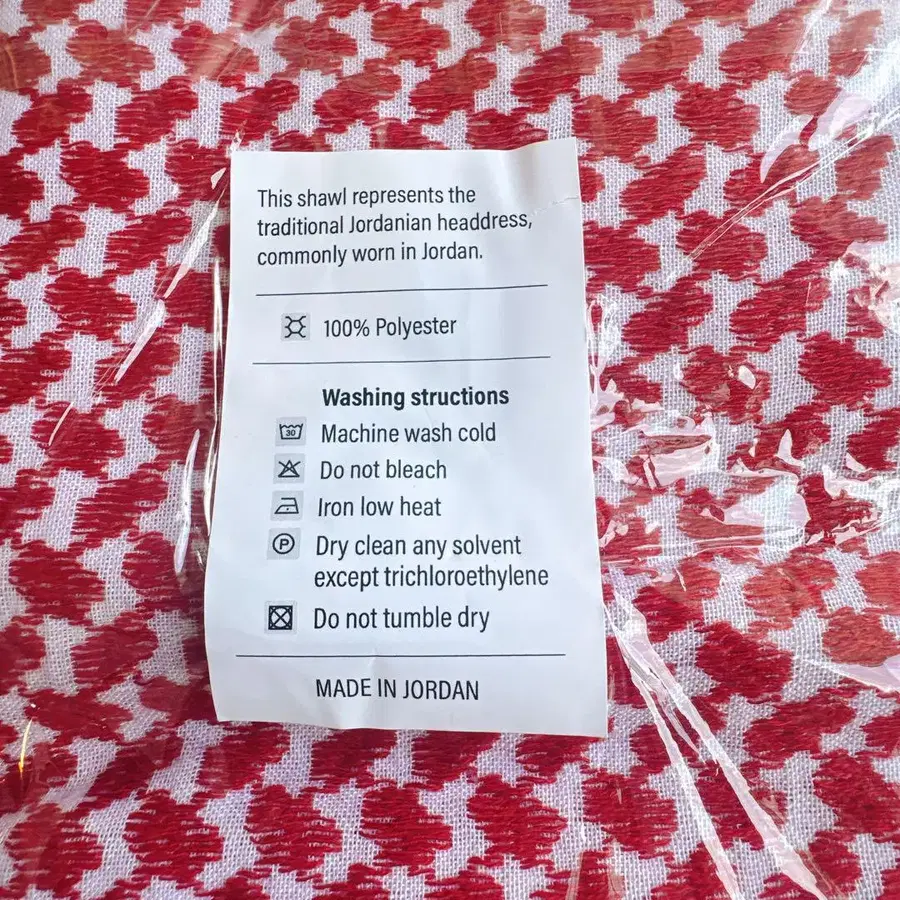 This shawl represents the
traditional Jordanian headdress,
commonly worn in Jordan.
100% Polyester
Washing structions
30
Machine wash cold
Do not bleach
Iron low heat
P
Dry clean any solvent
except trichloroethylene
Do not tumble dry
MADE IN JORDAN